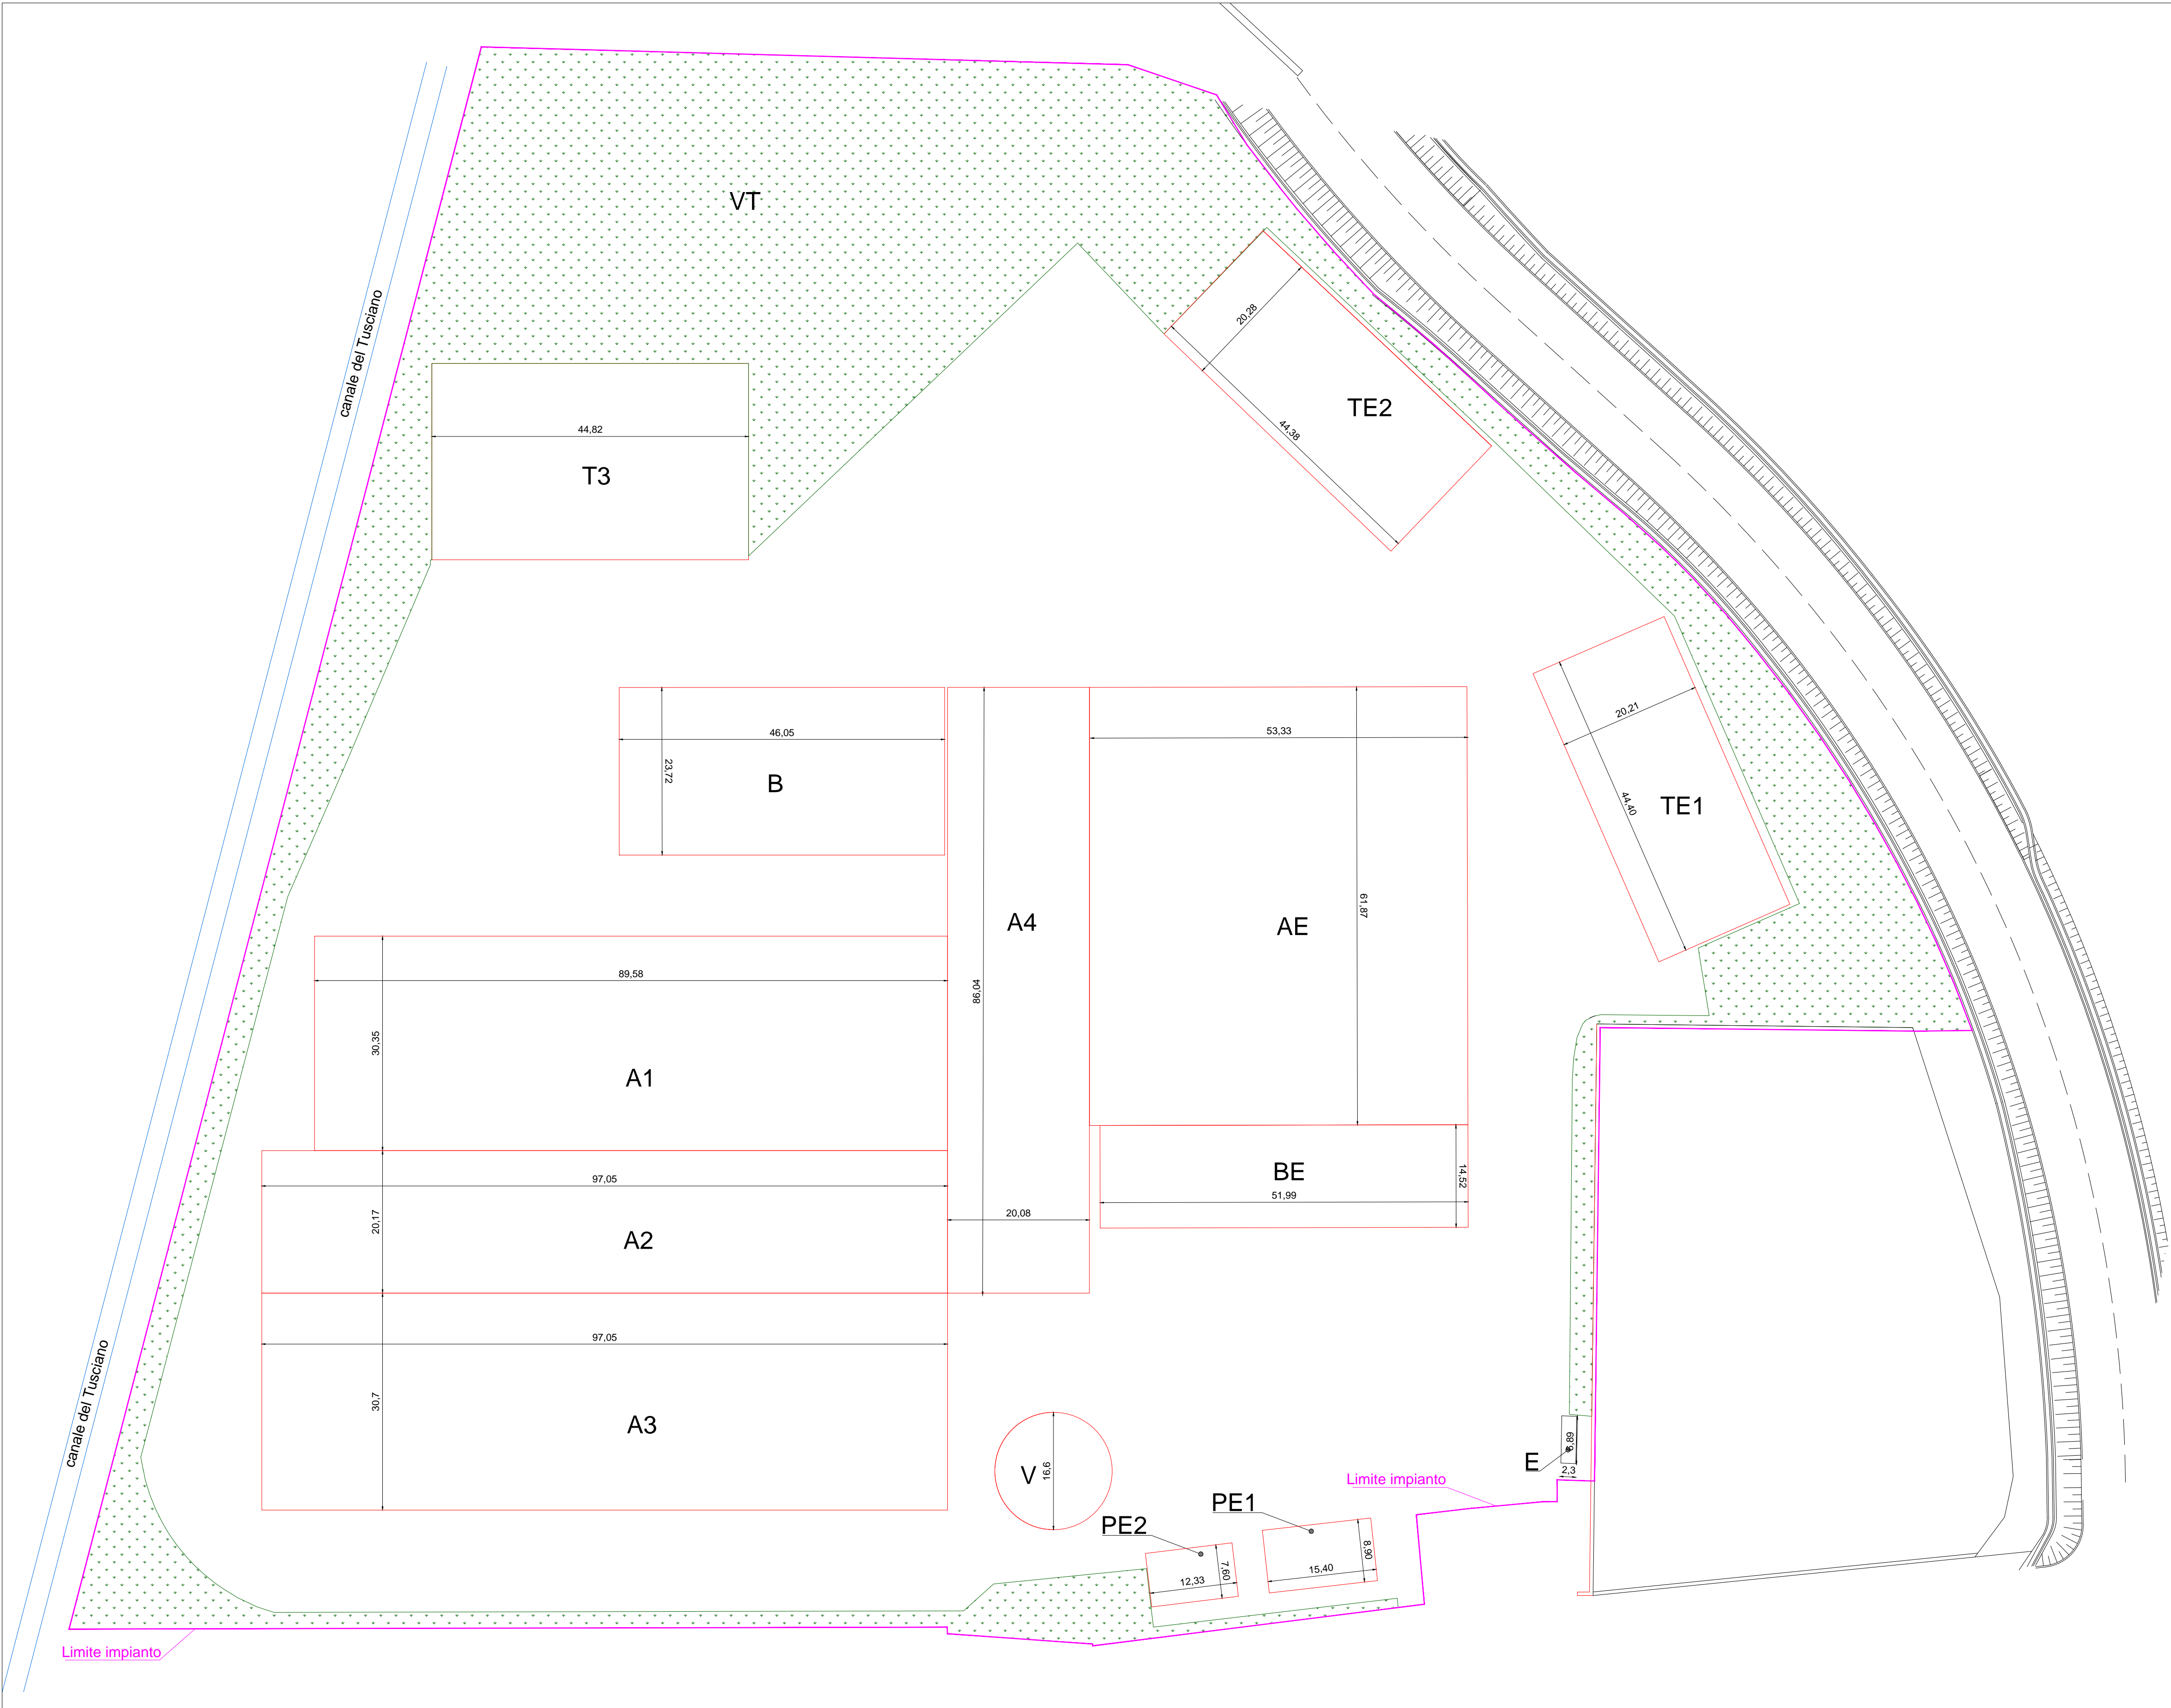 VT
canale del Tusciano
20,28
TE2
44,38
44,82
T3
20,21
44,40
TE1
46,05
23,72
B
53,33
A4
61,87
AE
86,04
89,58
30,35
A1
97,05
20,17
A2
20,08
BE
51,99
14,52
97,05
30,7
A3
canale del Tusciano
V
16,6
E
6,89
2,3
Limite impianto
PE1
PE2
8,90
15,40
7,60
12,33
Limite impianto